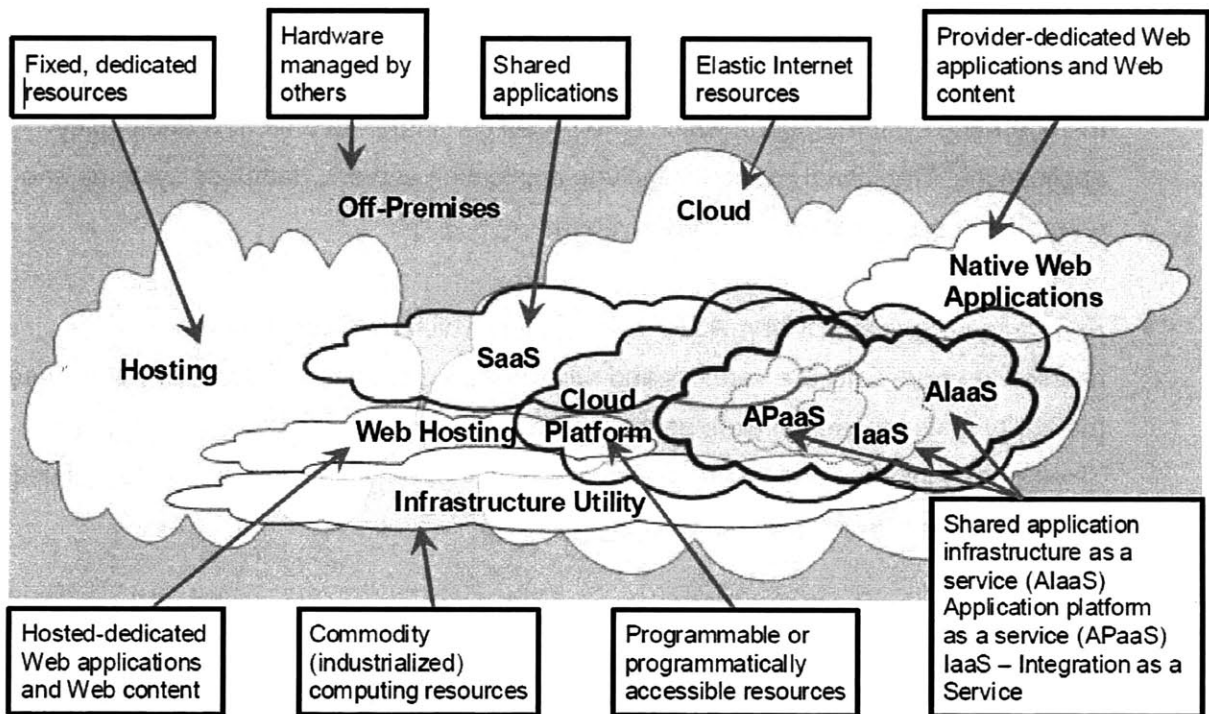 Fixed, dedicated
resources
Hardware
managed by
others
Shared
applications
Elastic Internet
resources
Provider-dedicated Web
applications and Web
content
Off-Premises
Cloud
Native Web
Applications
Hosting
SaaS
Cloud
Platform
APaaS
AIaaS
IaaS
Web Hosting
Infrastructure Utility
Hosted-dedicated
Web applications
and Web content
Commodity
(industrialized)
computing resources
Programmable or
programmatically
accessible resources
Shared application
infrastructure as a
service (AIaaS)
Application platform
as a service (APaaS)
IaaS – Integration as a
Service